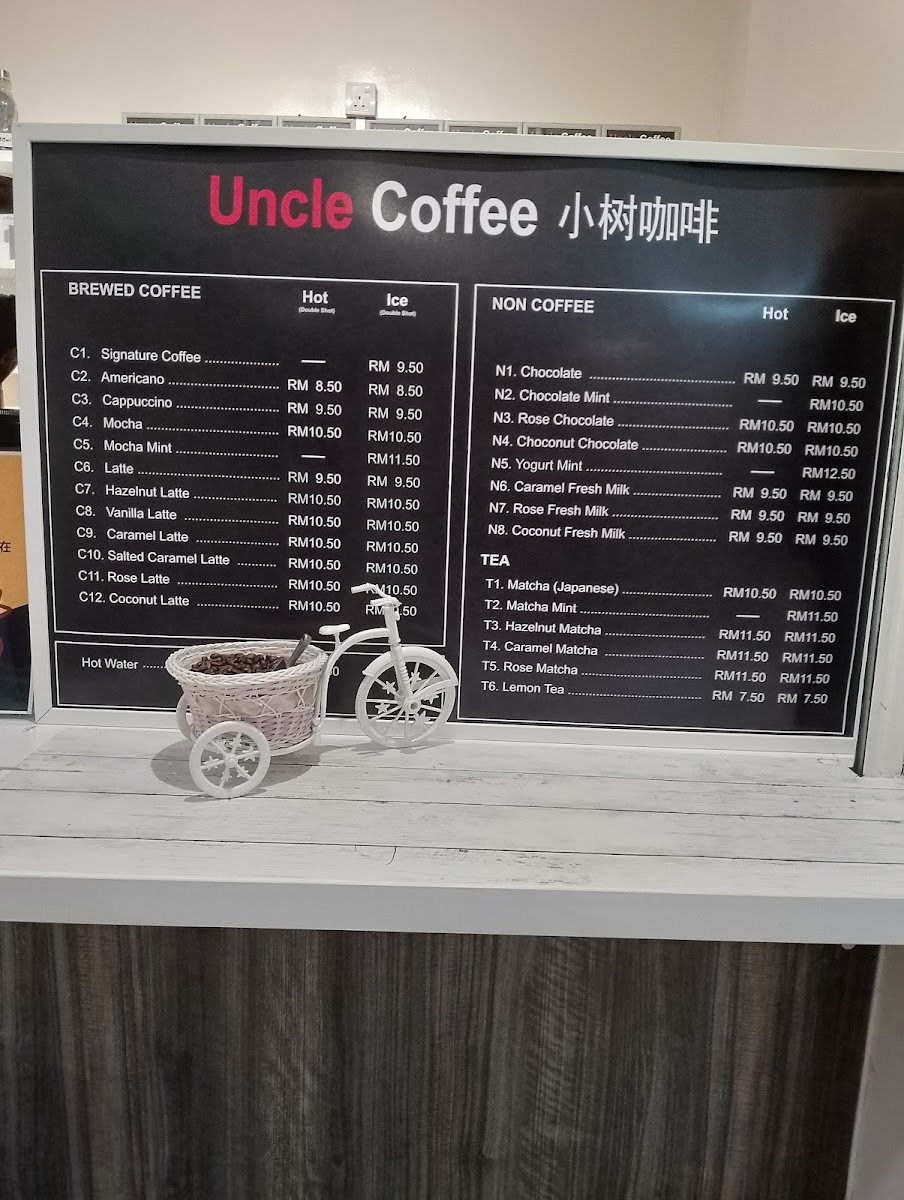 Uncle Coffee 小树咖啡
BREWED COFFEE Hot Ice
(Double Shot) (Double Shot)
C1. Signature Coffee — RM 9.50
C2. Americano RM 8.50 RM 8.50
C3. Cappuccino RM 9.50 RM 9.50
C4. Mocha RM10.50 RM10.50
C5. Mocha Mint — RM11.50
C6. Latte RM 9.50 RM 9.50
C7. Hazelnut Latte RM10.50 RM10.50
C8. Vanilla Latte RM10.50 RM10.50
C9. Caramel Latte RM10.50 RM10.50
C10. Salted Caramel Latte RM10.50 RM10.50
C11. Rose Latte RM10.50 RM10.50
C12. Coconut Latte RM10.50
Hot Water
NON COFFEE Hot Ice
N1. Chocolate RM 9.50 RM 9.50
N2. Chocolate Mint — RM10.50
N3. Rose Chocolate RM10.50 RM10.50
N4. Choconut Chocolate RM10.50 RM10.50
N5. Yogurt Mint — RM12.50
N6. Caramel Fresh Milk RM 9.50 RM 9.50
N7. Rose Fresh Milk RM 9.50 RM 9.50
N8. Coconut Fresh Milk RM 9.50 RM 9.50
TEA
T1. Matcha (Japanese) RM10.50 RM10.50
T2. Matcha Mint — RM11.50
T3. Hazelnut Matcha RM11.50 RM11.50
T4. Caramel Matcha RM11.50 RM11.50
T5. Rose Matcha RM11.50 RM11.50
T6. Lemon Tea RM 7.50 RM 7.50
在